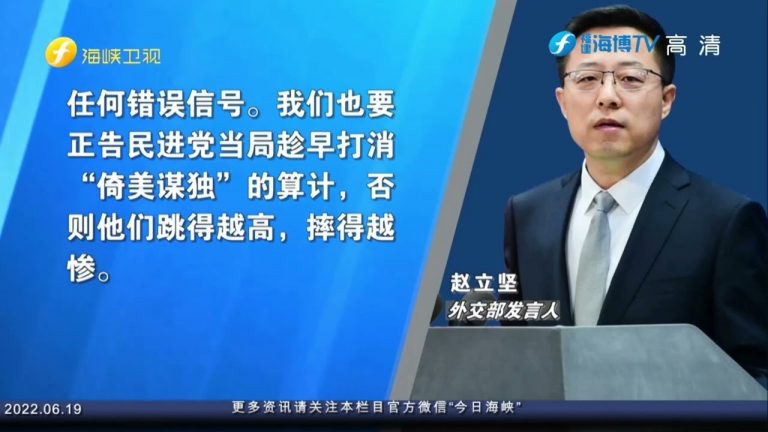 海峡卫视
福建海博TV 高清
任何错误信号。我们也要
正告民进党当局趁早打消
“倚美谋独”的算计，否
则他们跳得越高，摔得越
惨。
赵立坚
外交部发言人
2022.06.19
更多资讯请关注本栏目官方微信“今日海峡”